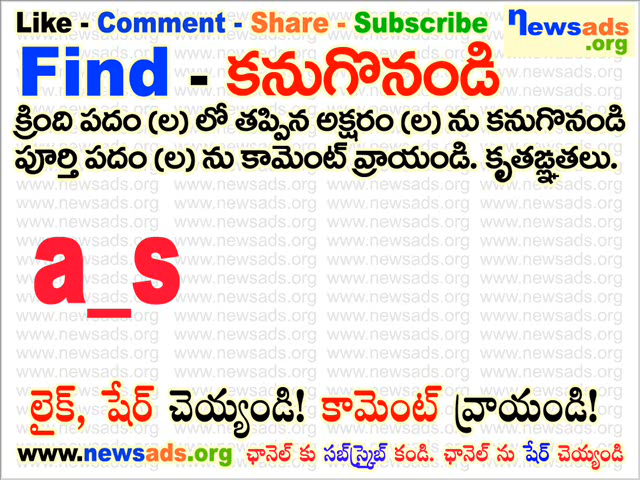 Like - Comment - Share - Subscribe
newsads
.org
Find - కనుగొనండి
క్రింది పదం (ల) లో తప్పిన అక్షరం (ల) ను కనుగొనండి
పూర్తి పదం (ల) ను కామెంట్ వ్రాయండి. కృతజ్ఞతలు.
a_s
లైక్, షేర్ చెయ్యండి! కామెంట్ వ్రాయండి!
www.newsads.org ఛానెల్ కు సబ్‌స్క్రైబ్ కండి. ఛానెల్ ను షేర్ చెయ్యండి